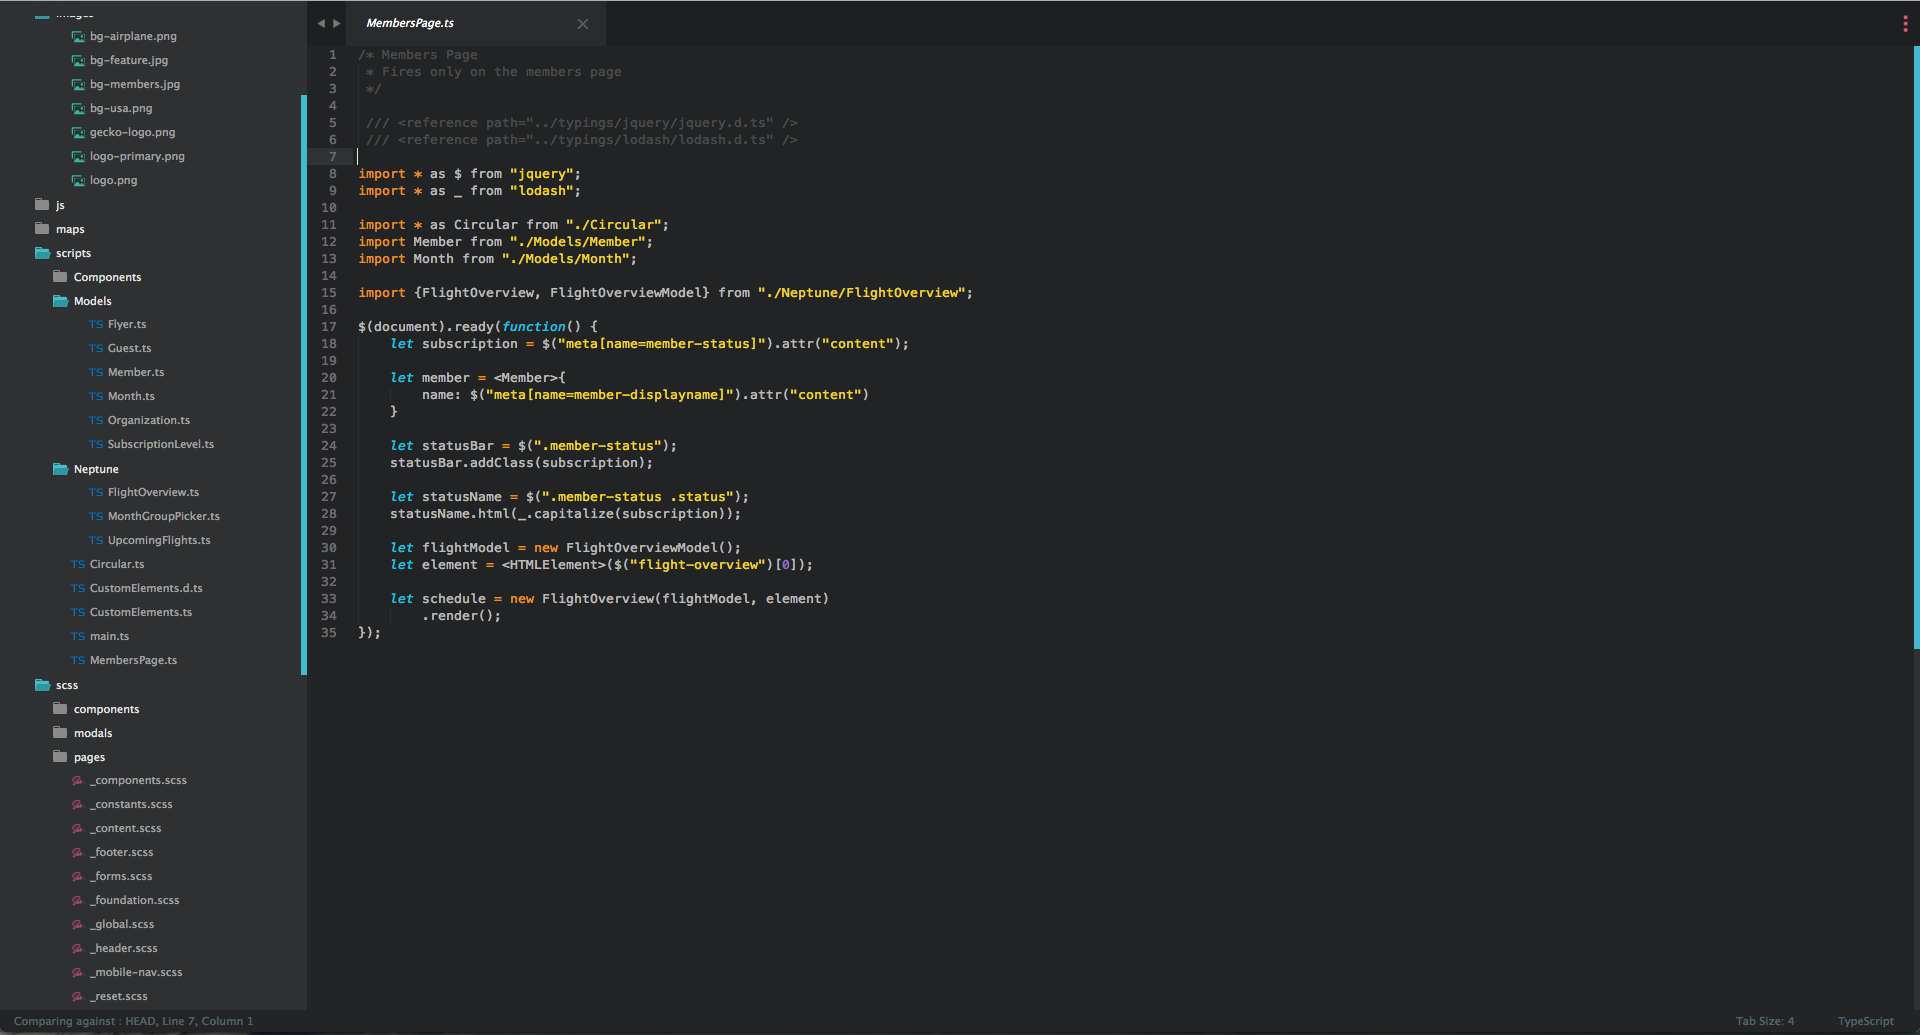 images
bg-airplane.png
bg-feature.jpg
bg-members.jpg
bg-usa.png
gecko-logo.png
logo-primary.png
logo.png
js
maps
scripts
Components
Models
TS Flyer.ts
TS Guest.ts
TS Member.ts
TS Month.ts
TS Organization.ts
TS SubscriptionLevel.ts
Neptune
TS FlightOverview.ts
TS MonthGroupPicker.ts
TS UpcomingFlights.ts
TS Circular.ts
TS CustomElements.d.ts
TS CustomElements.ts
TS main.ts
TS MembersPage.ts
scss
components
modals
pages
_components.scss
_constants.scss
_content.scss
_footer.scss
_forms.scss
_foundation.scss
_global.scss
_header.scss
_mobile-nav.scss
_reset.scss
MembersPage.ts
1 /* Members Page
2 * Fires only on the members page
3 */
4
5 /// <reference path="../typings/jquery/jquery.d.ts" />
6 /// <reference path="../typings/lodash/lodash.d.ts" />
7
8 import * as $ from "jquery";
9 import * as _ from "lodash";
10
11 import * as Circular from "./Circular";
12 import Member from "./Models/Member";
13 import Month from "./Models/Month";
14
15 import {FlightOverview, FlightOverviewModel} from "./Neptune/FlightOverview";
16
17 $(document).ready(function() {
18 let subscription = $("meta[name=member-status]").attr("content");
19
20 let member = <Member>{
21 name: $("meta[name=member-displayname]").attr("content")
22 }
23
24 let statusBar = $(".member-status");
25 statusBar.addClass(subscription);
26
27 let statusName = $(".member-status .status");
28 statusName.html(_.capitalize(subscription));
29
30 let flightModel = new FlightOverviewModel();
31 let element = <HTMLElement>($("flight-overview")[0]);
32
33 let schedule = new FlightOverview(flightModel, element)
34 .render();
35 });
Comparing against : HEAD, Line 7, Column 1
Tab Size: 4
TypeScript